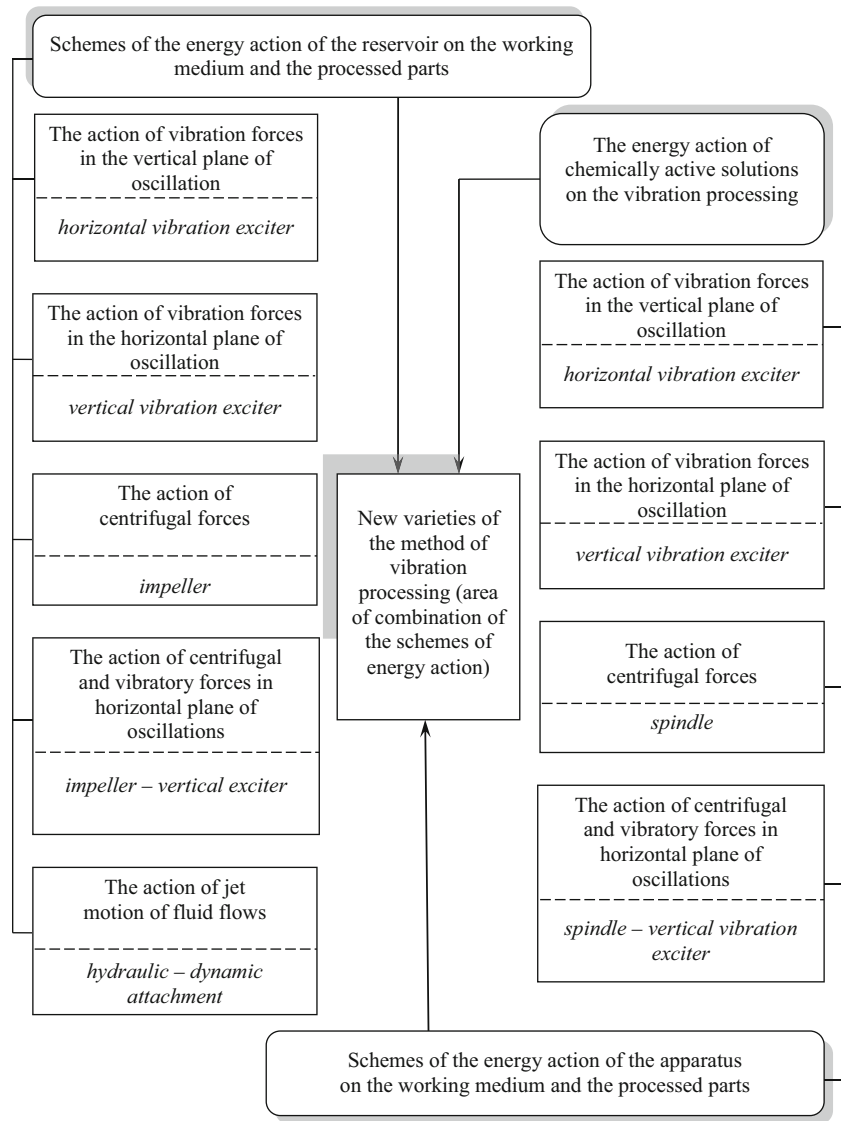 Schemes of the energy action of the reservoir on the working
medium and the processed parts
The action of vibration forces
in the vertical plane of
oscillation
horizontal vibration exciter
The action of vibration forces
in the horizontal plane of
oscillation
vertical vibration exciter
The action of
centrifugal forces
impeller
The action of centrifugal
and vibratory forces in
horizontal plane of
oscillations
impeller – vertical exciter
The action of jet
motion of fluid flows
hydraulic – dynamic
attachment
New varieties of
the method of
vibration
processing (area
of combination of
the schemes of
energy action)
The energy action of
chemically active solutions
on the vibration processing
The action of vibration forces
in the vertical plane of
oscillation
horizontal vibration exciter
The action of vibration forces
in the horizontal plane of
oscillation
vertical vibration exciter
The action of
centrifugal forces
spindle
The action of centrifugal
and vibratory forces in
horizontal plane of
oscillations
spindle – vertical vibration
exciter
Schemes of the energy action of the apparatus
on the working medium and the processed parts